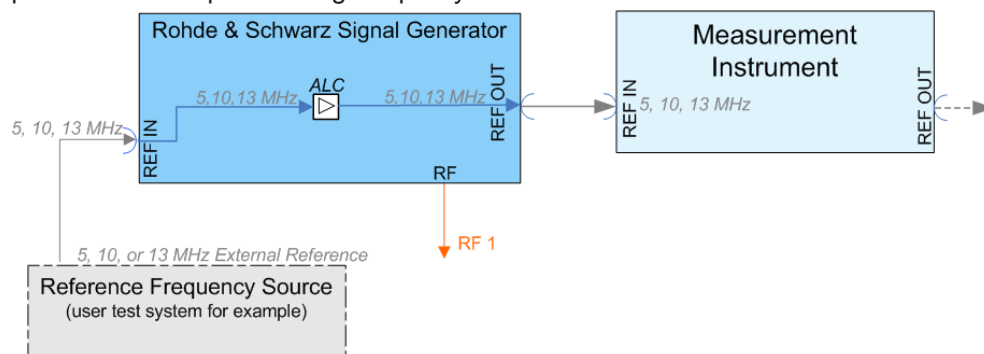 Rohde & Schwarz Signal Generator
ALC
5,10,13 MHz
5,10,13 MHz
REF OUT
REF IN
RF
RF 1
5, 10, 13 MHz
Measurement
Instrument
REF IN
5, 10, 13 MHz
REF OUT
5, 10, or 13 MHz External Reference
Reference Frequency Source
(user test system for example)